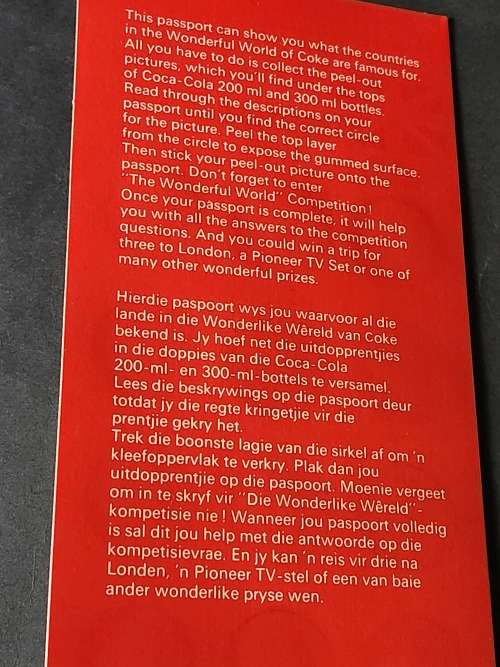 This passport can show you what the countries
in the Wonderful World of Coke are famous for.
All you have to do is collect the peel-out
pictures, which you'll find under the tops
of Coca-Cola 200 ml and 300 ml bottles.
Read through the descriptions on your
passport until you find the correct circle
for the picture. Peel the top layer
from the circle to expose the gummed surface.
Then stick your peel-out picture onto the
passport. Don't forget to enter
"The Wonderful World" Competition!
Once your passport is complete, it will help
you with all the answers to the competition
questions. And you could win a trip for
three to London, a Pioneer TV Set or one of
many other wonderful prizes.
Hierdie paspoort wys jou waarvoor al die
lande in die Wonderlike Wêreld van Coke
bekend is. Jy hoef net die uitdopprentjies
in die doppies van die Coca-Cola
200-ml- en 300-ml-bottels te versamel.
Lees die beskrywings op die paspoort deur
totdat jy die regte kringetjie vir die
prentjie gekry het.
Trek die boonste lagie van die sirkel af om 'n
kleefoppervlak te verkry. Plak dan jou
uitdopprentjie op die paspoort. Moenie vergeet
om in te skryf vir "Die Wonderlike Wêreld"-
kompetisie nie! Wanneer jou paspoort volledig
is sal dit jou help met die antwoorde op die
kompetisievrae. En jy kan 'n reis vir drie na
Londen, 'n Pioneer TV-stel of een van baie
ander wonderlike pryse wen.